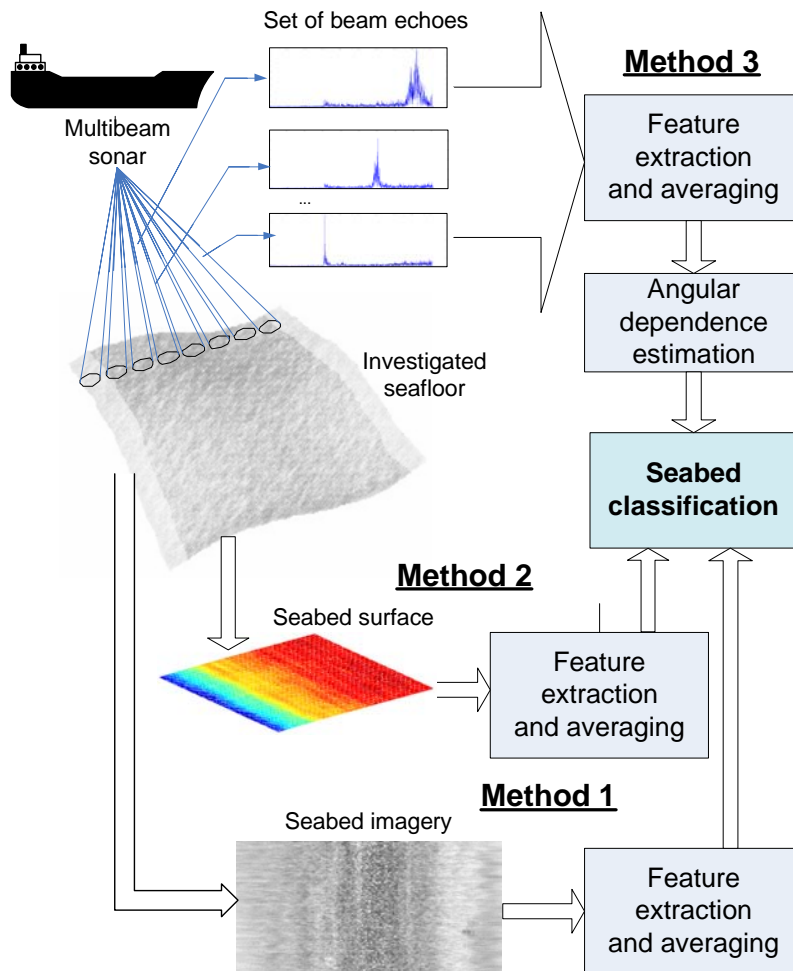 Set of beam echoes
Method 3
Multibeam
sonar
...
Feature
extraction
and averaging
Angular
dependence
estimation
Investigated
seafloor
Seabed
classification
Method 2
Seabed surface
Feature
extraction
and averaging
Method 1
Seabed imagery
Feature
extraction
and averaging